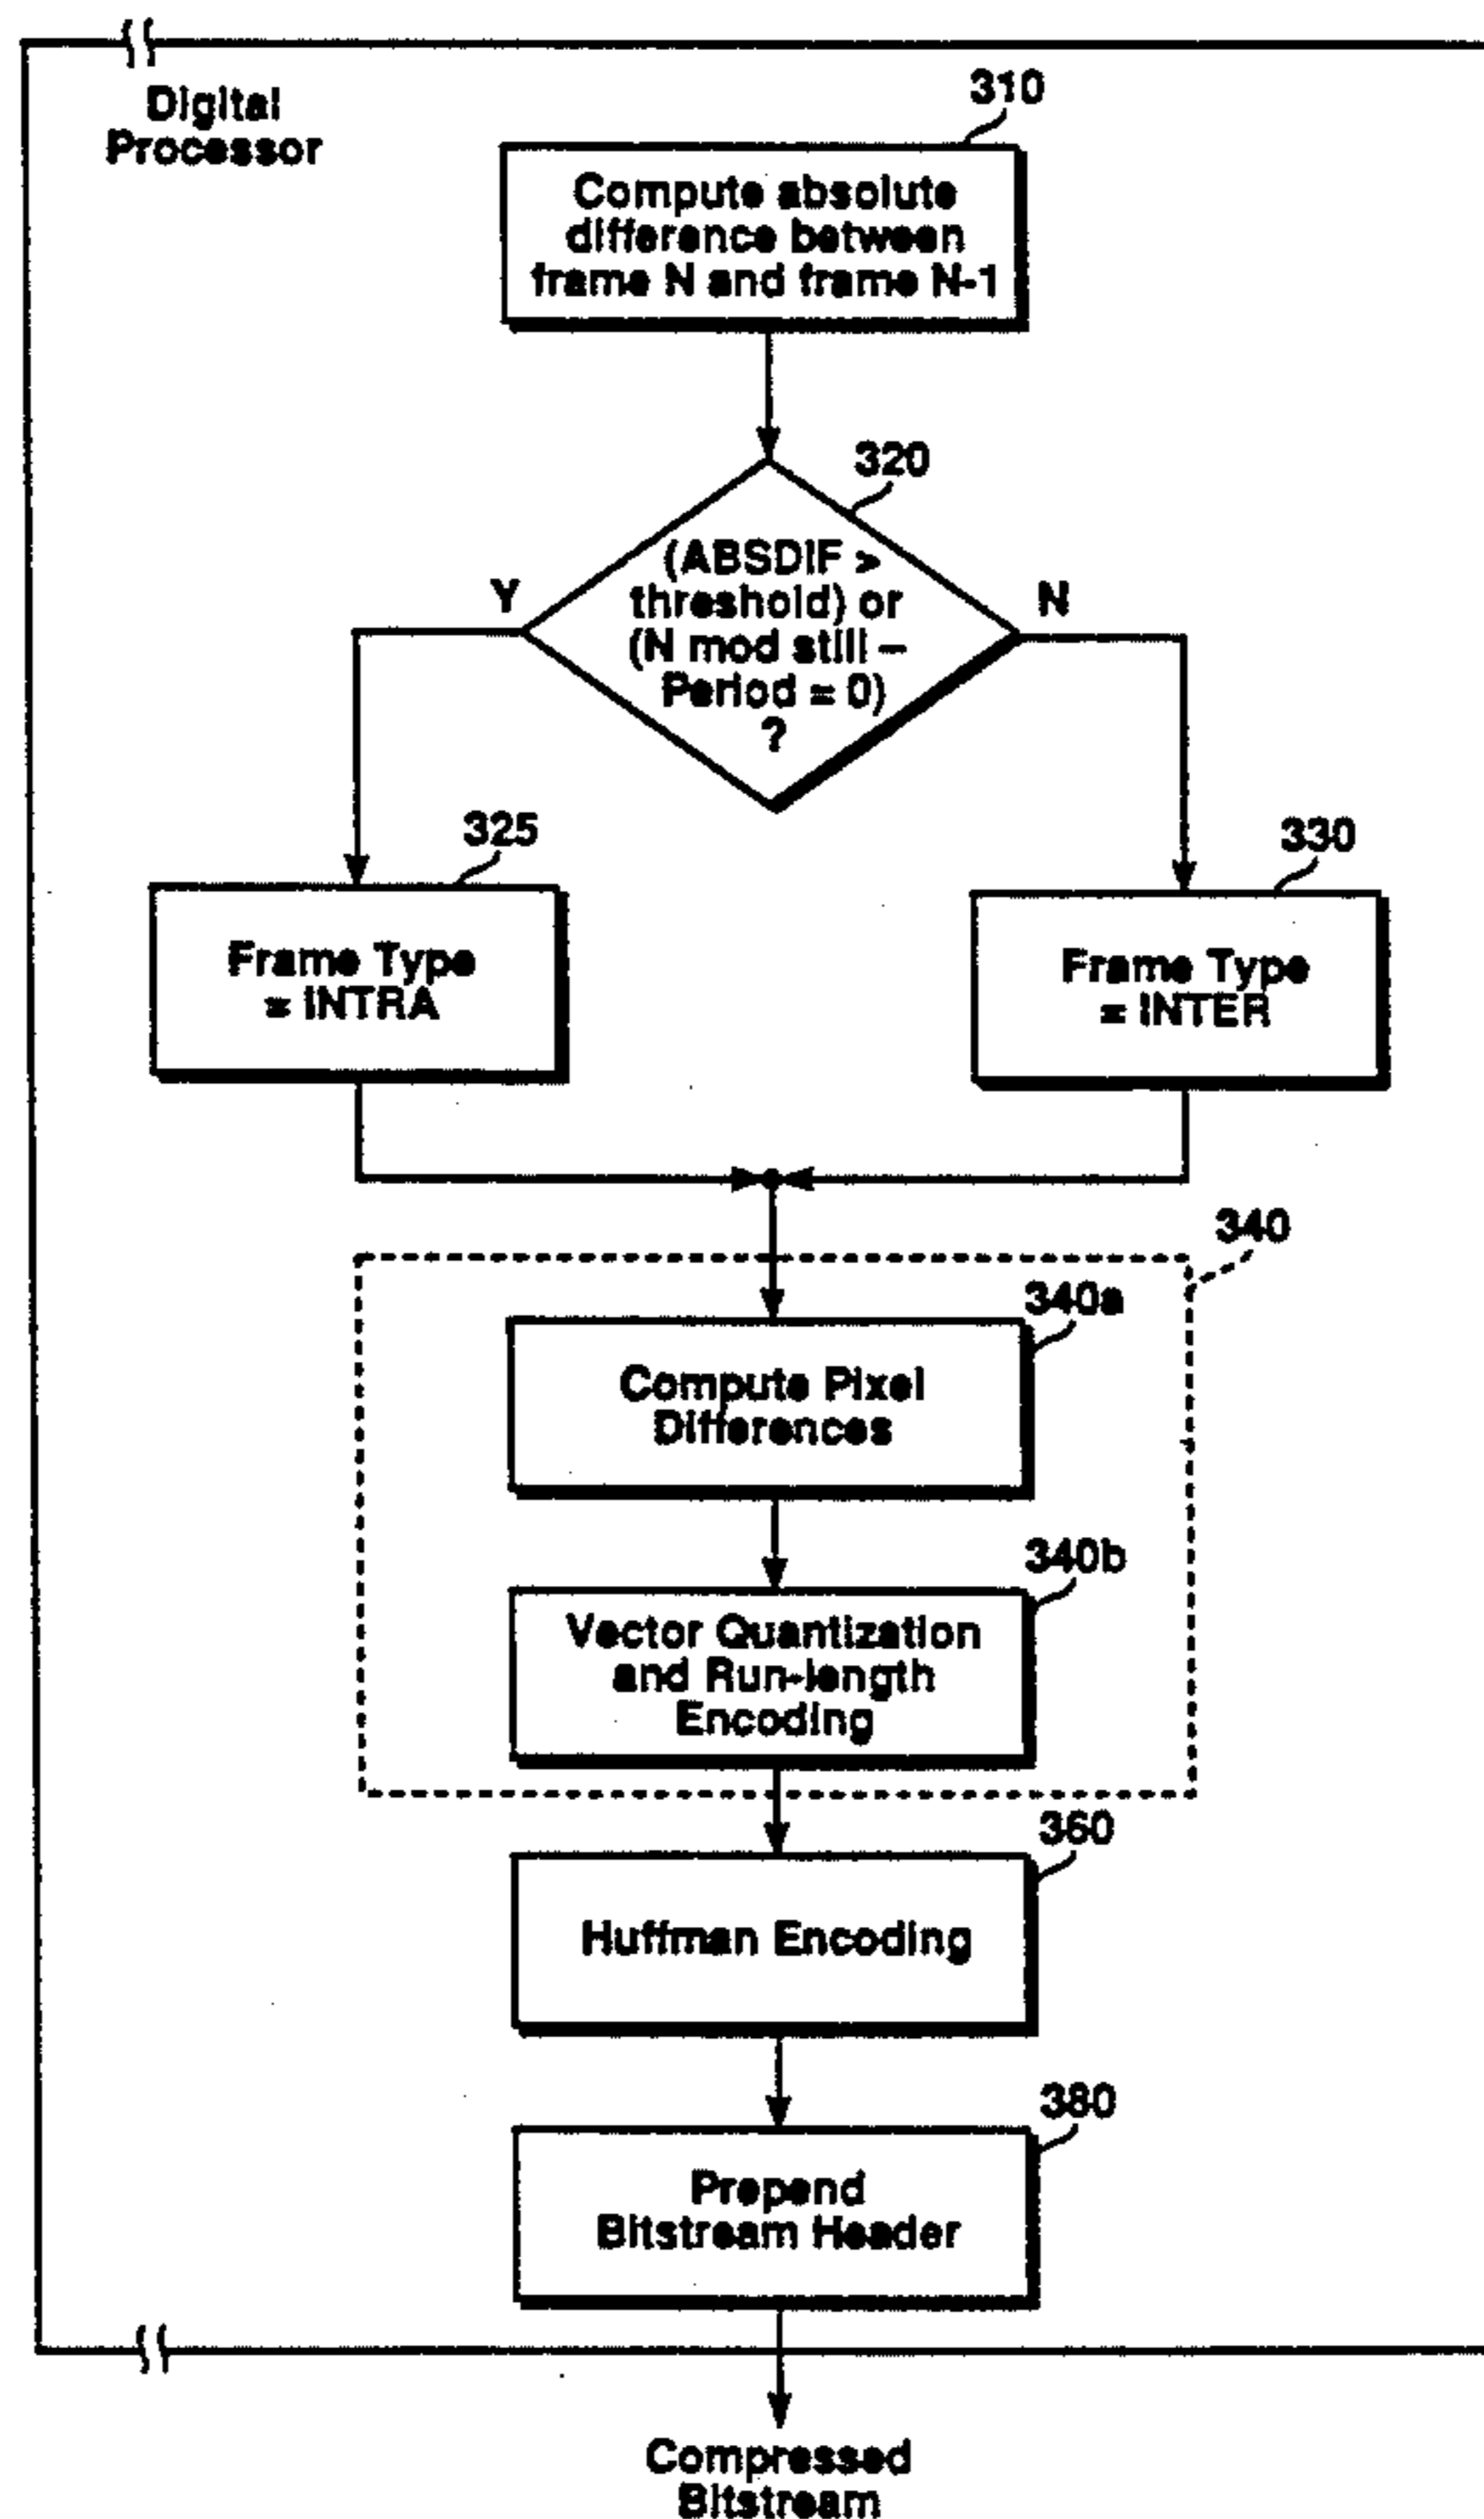 Digital
Processor
310
Compute absolute
difference between
frame N and frame N-1
320
(ABSDIF >
threshold) or
(N mod still –
Period = 0)
?
Y
N
325
330
Frame Type
= INTRA
Frame Type
= INTER
340
340a
Compute Pixel
Differences
340b
Vector Quantization
and Run-length
Encoding
360
Huffman Encoding
380
Prepend
Bitstream Header
Compressed
Bitstream